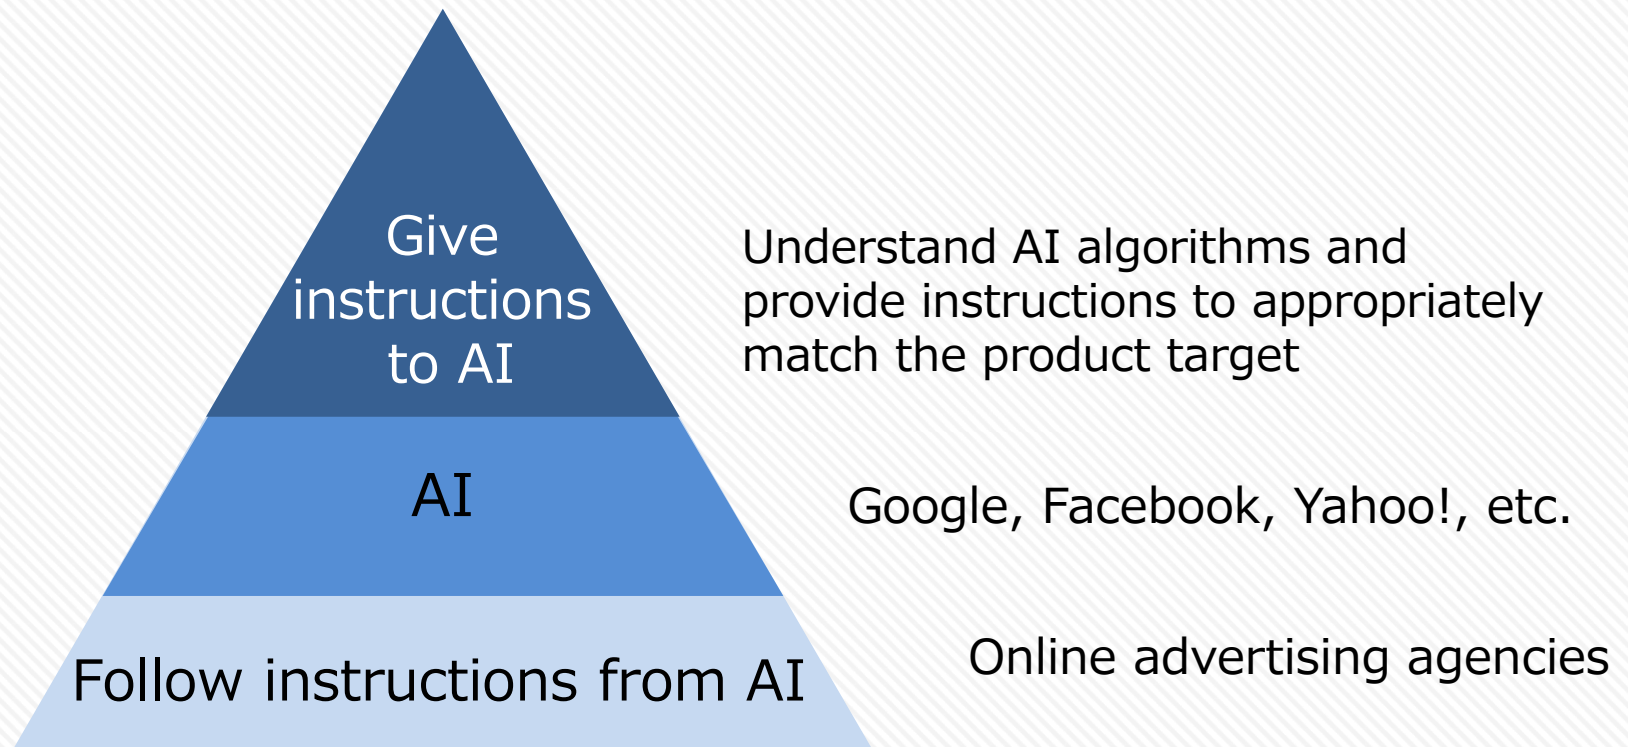 Give
instructions
to AI
Understand AI algorithms and
provide instructions to appropriately
match the product target
AI
Google, Facebook, Yahoo!, etc.
Follow instructions from AI
Online advertising agencies